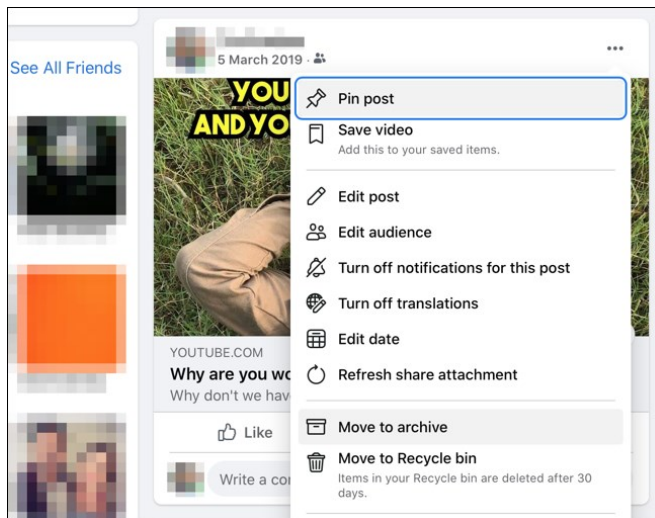 See All Friends
5 March 2019 ·
YOU
AND YO
YOUTUBE.COM
Why are you wo
Why don't we hav
Like
Write a co
Pin post
Save video
Add this to your saved items.
Edit post
Edit audience
Turn off notifications for this post
Turn off translations
Edit date
Refresh share attachment
Move to archive
Move to Recycle bin
Items in your Recycle bin are deleted after 30
days.